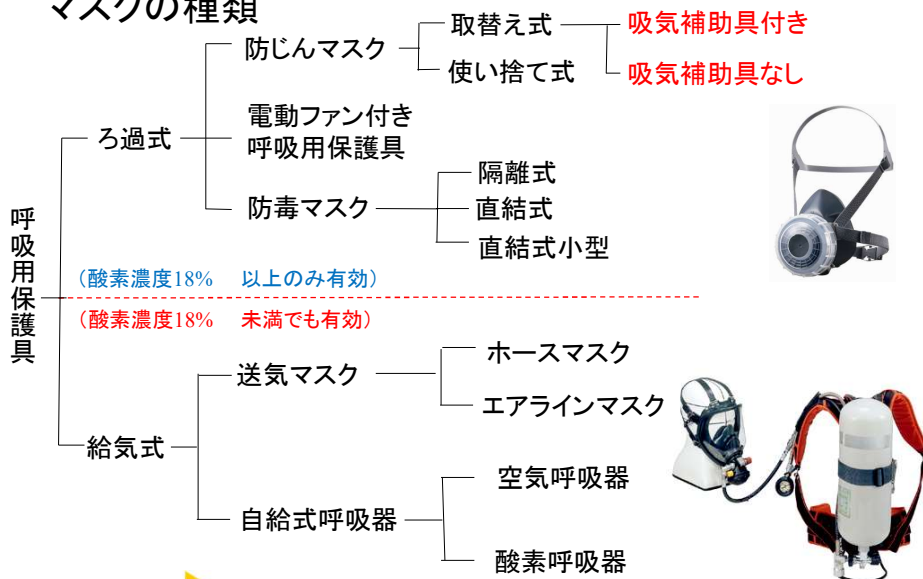 マスクの種類
防じんマスク
取替え式
吸気補助具付き
使い捨て式
吸気補助具なし
ろ過式
電動ファン付き
呼吸用保護具
防毒マスク
隔離式
直結式
直結式小型
呼吸用保護具
（酸素濃度18%　以上のみ有効）
（酸素濃度18%　未満でも有効）
給気式
送気マスク
ホースマスク
エアラインマスク
自給式呼吸器
空気呼吸器
酸素呼吸器